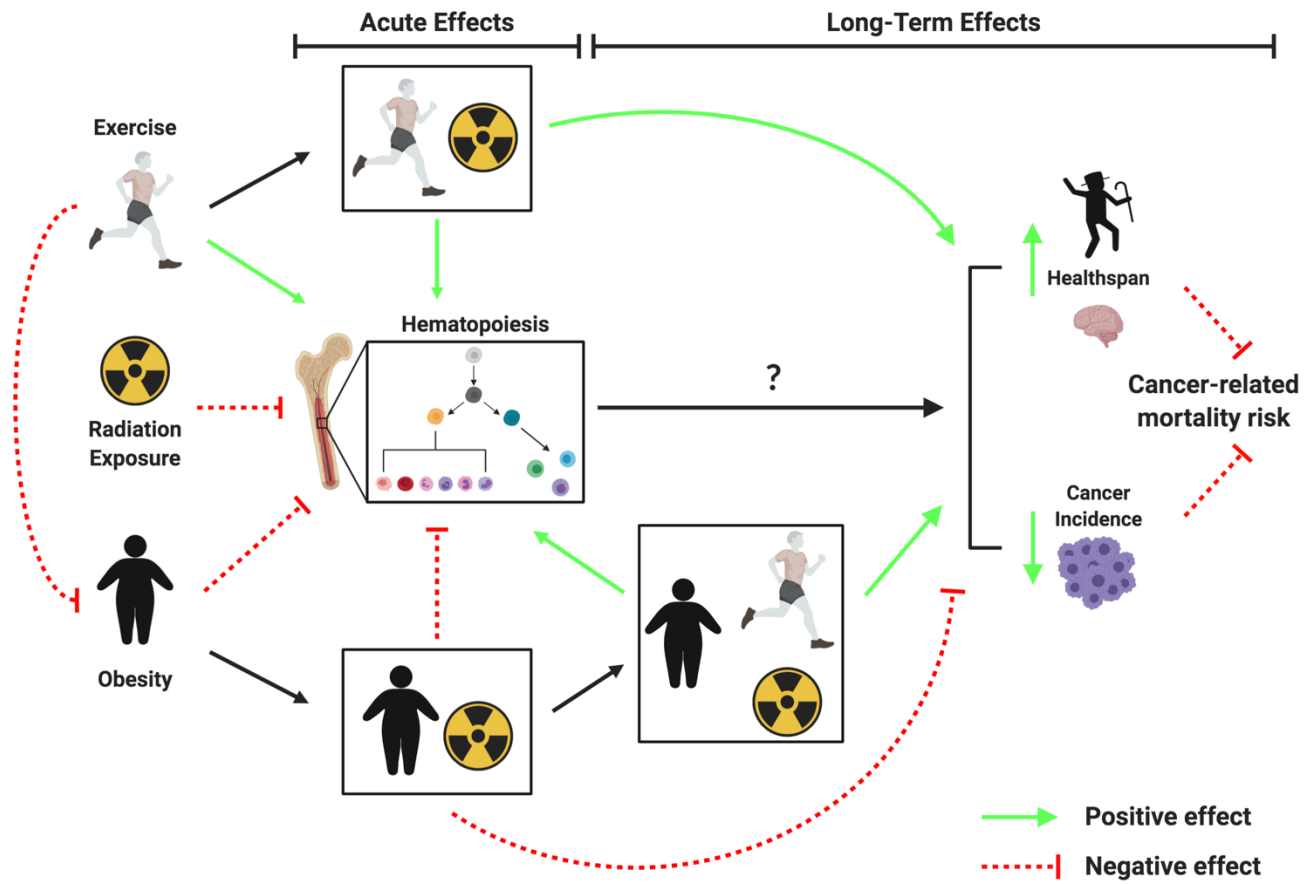 Acute Effects
Long-Term Effects
Exercise
Healthspan
Hematopoiesis
?
Radiation
Exposure
Cancer-related
mortality risk
Cancer
Incidence
Obesity
Positive effect
Negative effect